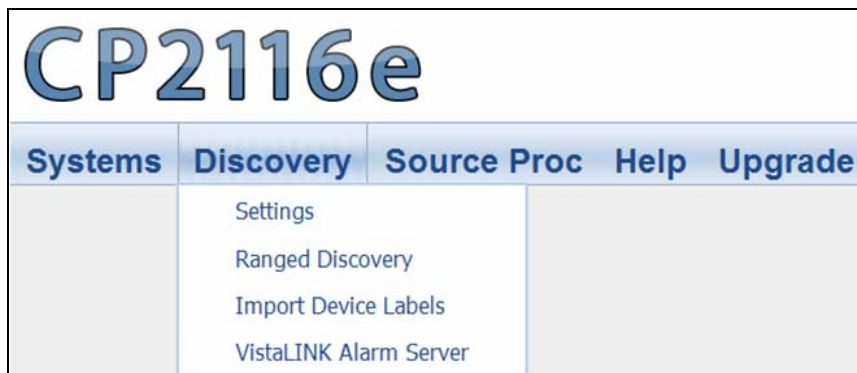 CP2116e
Systems Discovery Source Proc Help Upgrade
Settings
Ranged Discovery
Import Device Labels
VistaLINK Alarm Server